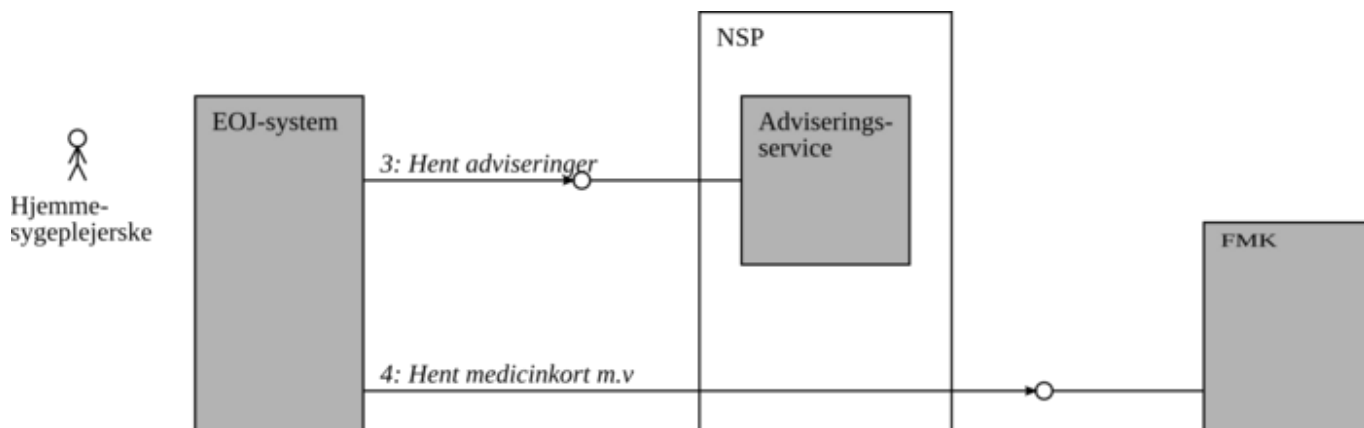 NSP
EOJ-system
Adviserings-
service
3: Hent adviseringer
Hjemme-
sygeplejerske
FMK
4: Hent medicinkort m.v